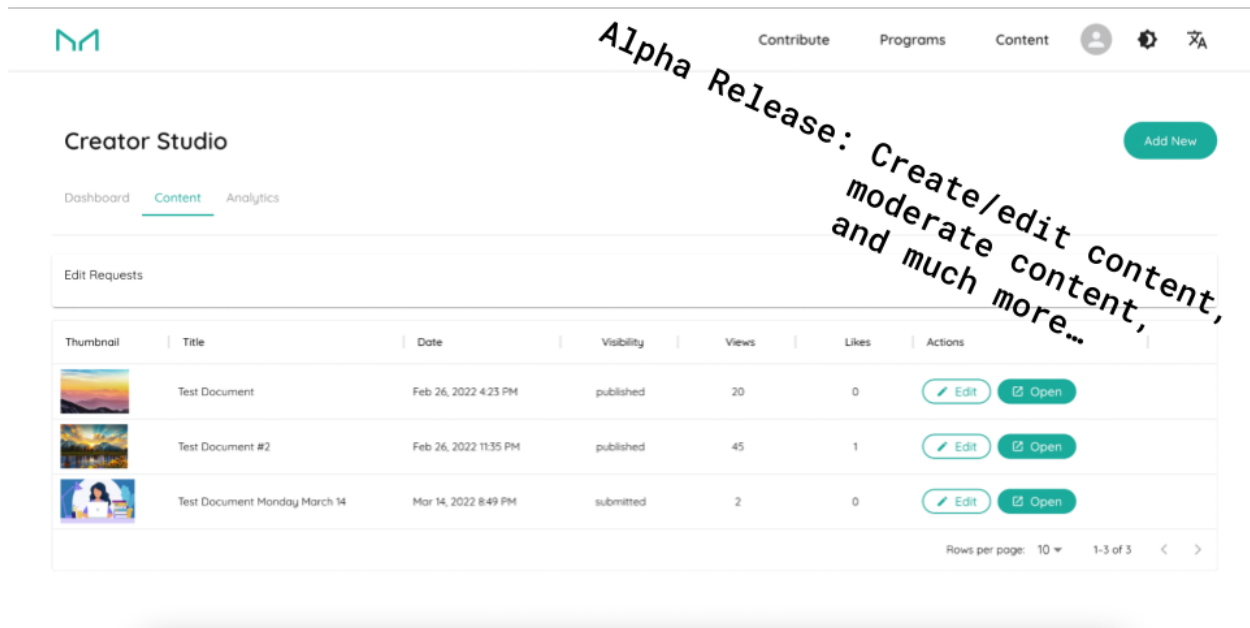 Contribute Programs Content
Alpha Release: Create/edit content,
moderate content,
and much more…
Creator Studio
Add New
Dashboard Content Analytics
Edit Requests
Thumbnail Title Date Visibility Views Likes Actions
Test Document Feb 26, 2022 4:23 PM published 20 0 Edit Open
Test Document #2 Feb 26, 2022 11:35 PM published 45 1 Edit Open
Test Document Monday March 14 Mar 14, 2022 8:49 PM submitted 2 0 Edit Open
Rows per page: 10 1-3 of 3